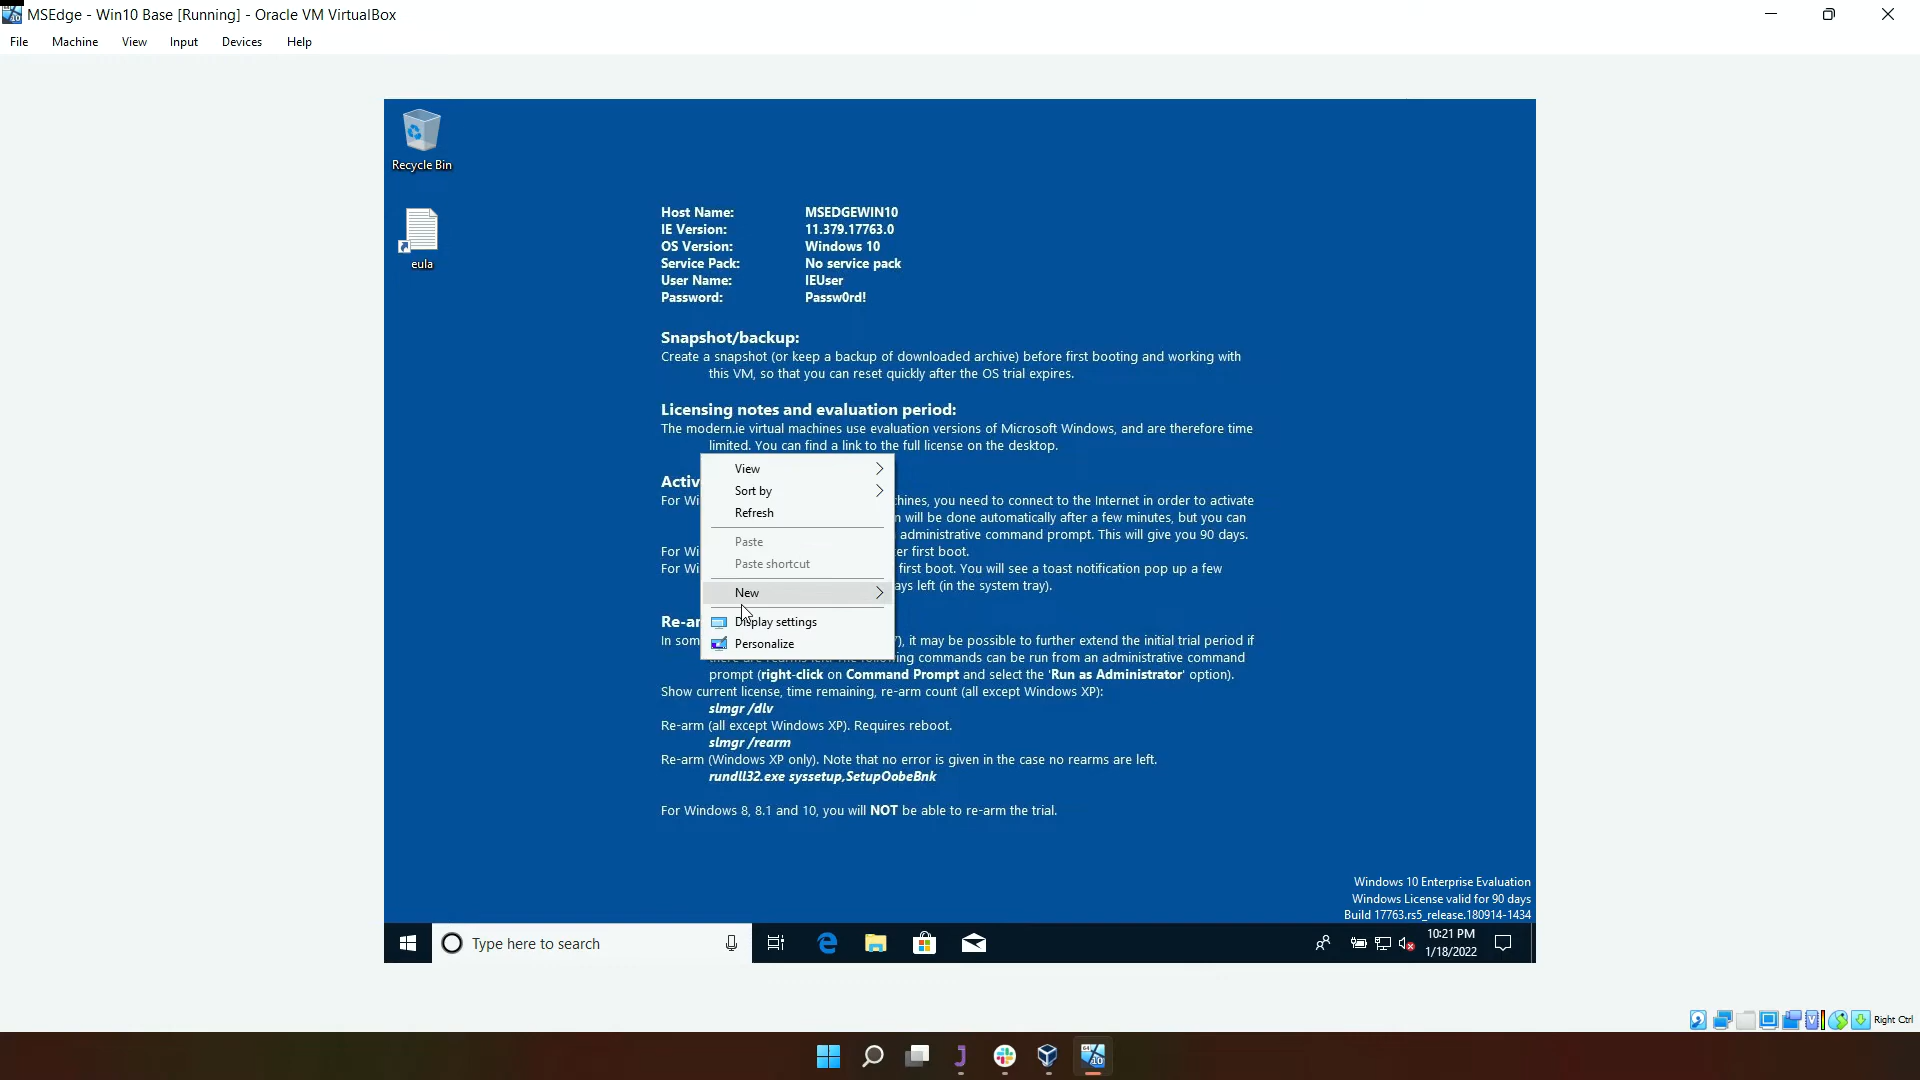 MSEdge - Win10 Base [Running] - Oracle VM VirtualBox
File Machine View Input Devices Help
Recycle Bin
eula
Host Name: MSEDGEWIN10
IE Version: 11.379.17763.0
OS Version: Windows 10
Service Pack: No service pack
User Name: IEUser
Password: Passw0rd!
Snapshot/backup:
Create a snapshot (or keep a backup of downloaded archive) before first booting and working with
this VM, so that you can reset quickly after the OS trial expires.
Licensing notes and evaluation period:
The modern.ie virtual machines use evaluation versions of Microsoft Windows, and are therefore time
limited. You can find a link to the full license on the desktop.
View
Sort by
Refresh
Paste
Paste shortcut
New
Display settings
Personalize
Activ
For Wi hines, you need to connect to the Internet in order to activate
n will be done automatically after a few minutes, but you can
administrative command prompt. This will give you 90 days.
For Wi er first boot.
For Wi first boot. You will see a toast notification pop up a few
ays left (in the system tray).
Re-ar
In som ), it may be possible to further extend the initial trial period if
ing commands can be run from an administrative command
prompt (right-click on Command Prompt and select the 'Run as Administrator' option).
Show current license, time remaining, re-arm count (all except Windows XP):
slmgr /dlv
Re-arm (all except Windows XP). Requires reboot.
slmgr /rearm
Re-arm (Windows XP only). Note that no error is given in the case no rearms are left.
rundll32.exe syssetup,SetupOobeBnk
For Windows 8, 8.1 and 10, you will NOT be able to re-arm the trial.
Windows 10 Enterprise Evaluation
Windows License valid for 90 days
Build 17763.rs5_release.180914-1434
Type here to search
10:21 PM
1/18/2022
Right Ctrl